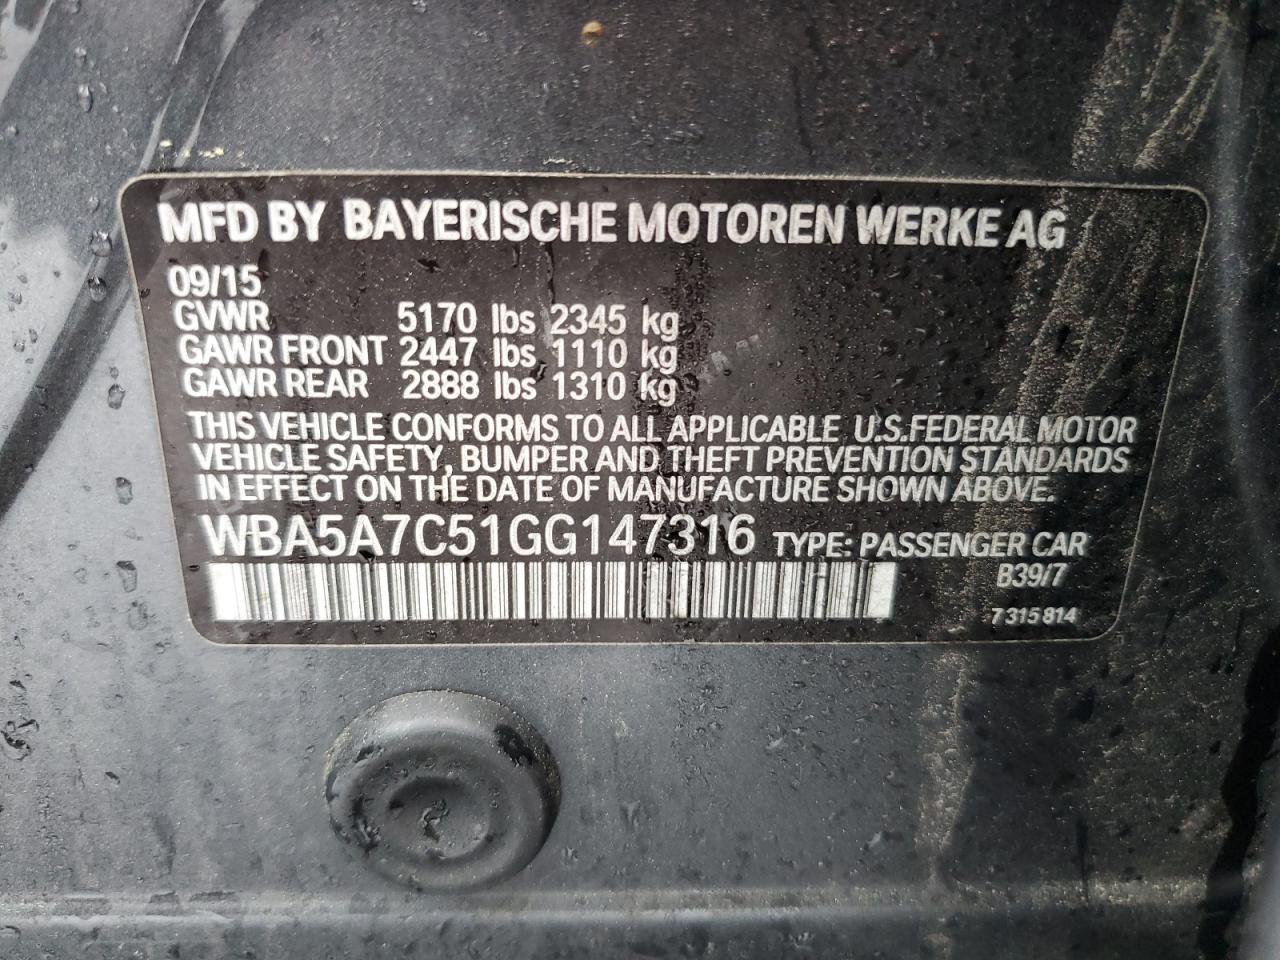 MFD BY BAYERISCHE MOTOREN WERKE AG
09/15
GVWR 5170 lbs 2345 kg
GAWR FRONT 2447 lbs 1110 kg
GAWR REAR 2888 lbs 1310 kg
THIS VEHICLE CONFORMS TO ALL APPLICABLE U.S.FEDERAL MOTOR
VEHICLE SAFETY, BUMPER AND THEFT PREVENTION STANDARDS
IN EFFECT ON THE DATE OF MANUFACTURE SHOWN ABOVE.
WBA5A7C51GG147316 TYPE: PASSENGER CAR
B39/7
7 315 814